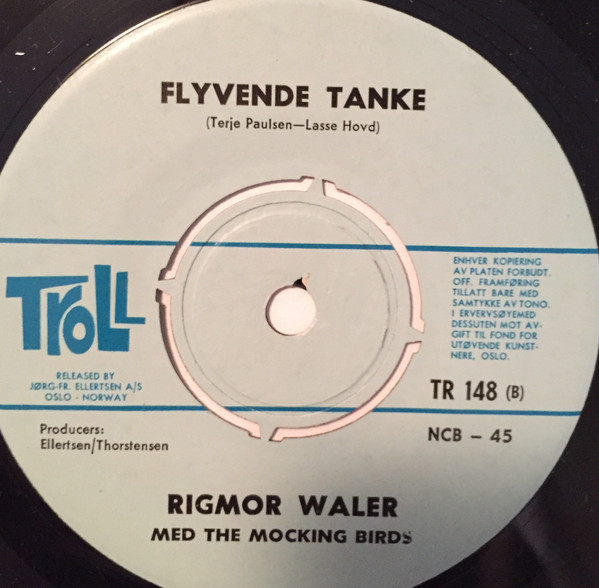 FLYVENDE TANKE
(Terje Paulsen—Lasse Hovd)
TROLL
RELEASED BY
JØRG-FR. ELLERTSEN A/S
OSLO - NORWAY
ENHVER KOPIERING
AV PLATEN FORBUDT.
OFF. FRAMFØRING
TILLATT BARE MED
SAMTYKKE AV TONO.
I ERVERVSØYEMED
DESSUTEN MOT AV-
GIFT TIL FOND FOR
UTØVENDE KUNST-
NERE, OSLO.
TR 148 (B)
Producers:
Ellertsen/Thorstensen
NCB – 45
RIGMOR WALER
MED THE MOCKING BIRDS